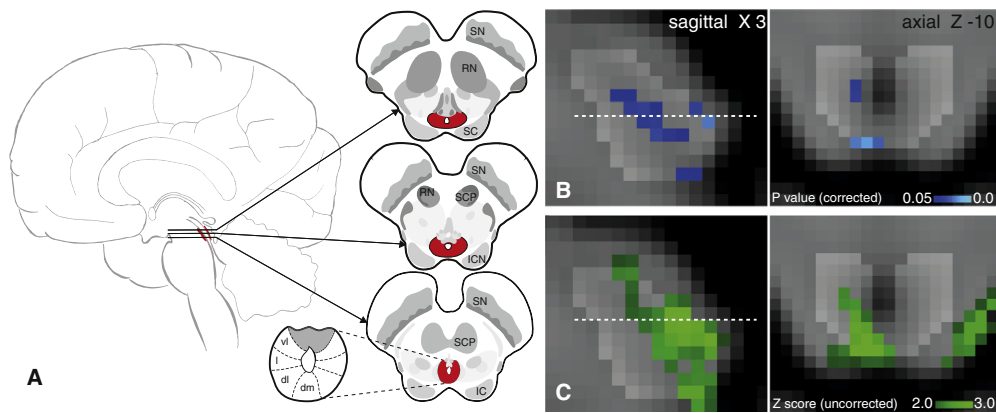 SN
RN
SC
SN
RN
SCP
ICN
SN
SCP
IC
vl
l
dl
dm
A
sagittal X 3
axial Z -10
B
P value (corrected)
0.05
0.0
C
Z score (uncorrected)
2.0
3.0